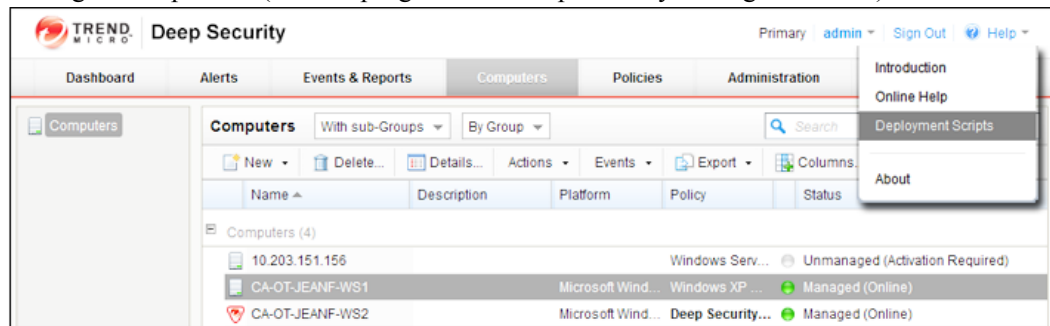 TREND MICRO Deep Security Primary admin Sign Out Help
Dashboard Alerts Events & Reports Computers Policies Administration
Introduction
Online Help
Deployment Scripts
About
Computers
Computers With sub-Groups By Group Search
New Delete... Details... Actions Events Export Columns.
Name Description Platform Policy Status
Computers (4)
10.203.151.156 Windows Serv... Unmanaged (Activation Required)
CA-OT-JEANF-WS1 Microsoft Wind... Windows XP ... Managed (Online)
CA-OT-JEANF-WS2 Microsoft Wind... Deep Security... Managed (Online)